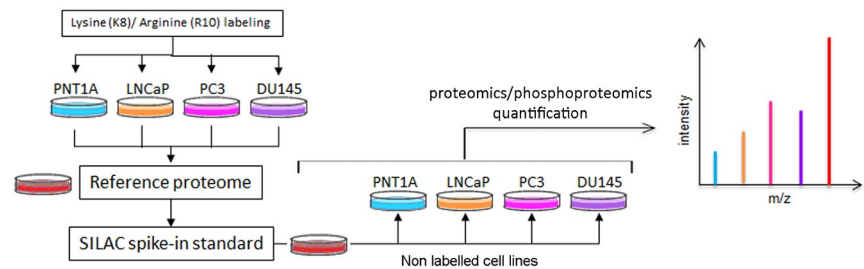 Lysine (K8)/ Arginine (R10) labeling
PNT1A LNCaP PC3 DU145
Reference proteome
SILAC spike-in standard
PNT1A LNCaP PC3 DU145
Non labelled cell lines
proteomics/phosphoproteomics
quantification
intensity
m/z